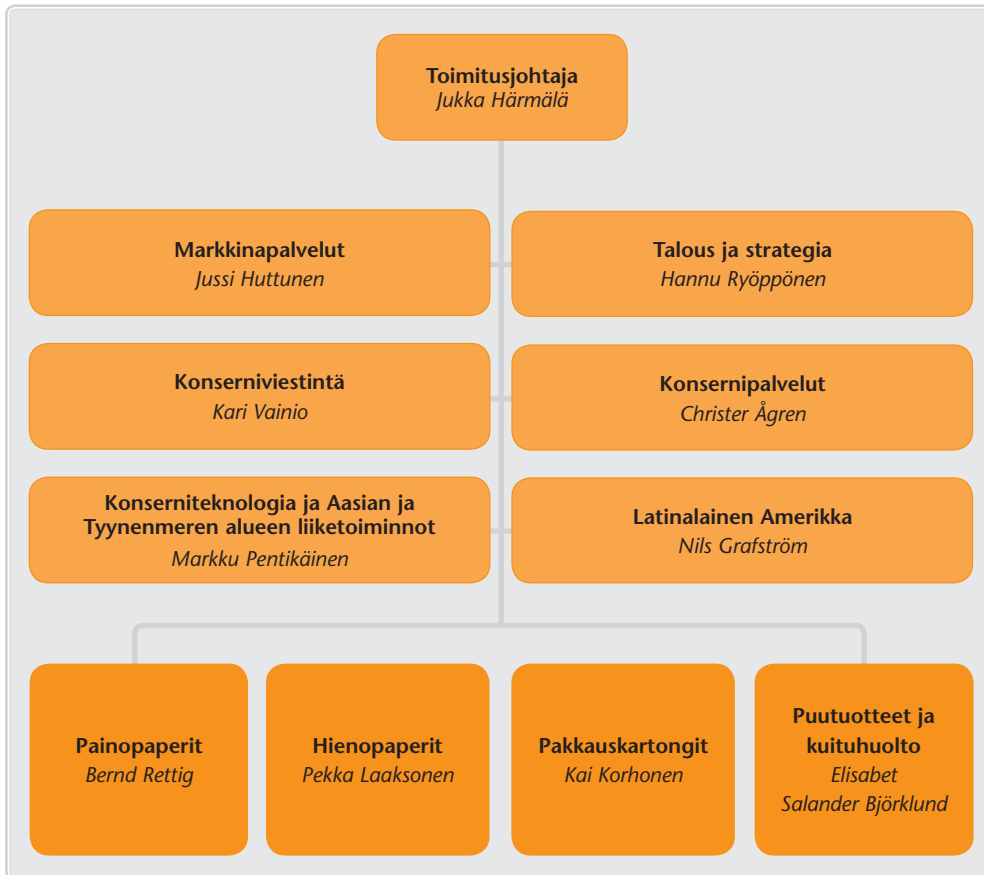 Toimitusjohtaja
Jukka Härmälä
Markkinapalvelut
Jussi Huttunen
Talous ja strategia
Hannu Ryöppönen
Konserniviestintä
Kari Vainio
Konsernipalvelut
Christer Ågren
Konserniteknologia ja Aasian ja
Tyynenmeren alueen liiketoiminnot
Markku Pentikäinen
Latinalainen Amerikka
Nils Grafström
Painopaperit
Bernd Rettig
Hienopaperit
Pekka Laaksonen
Pakkauskartongit
Kai Korhonen
Puutuotteet ja
kuituhuolto
Elisabet
Salander Björklund